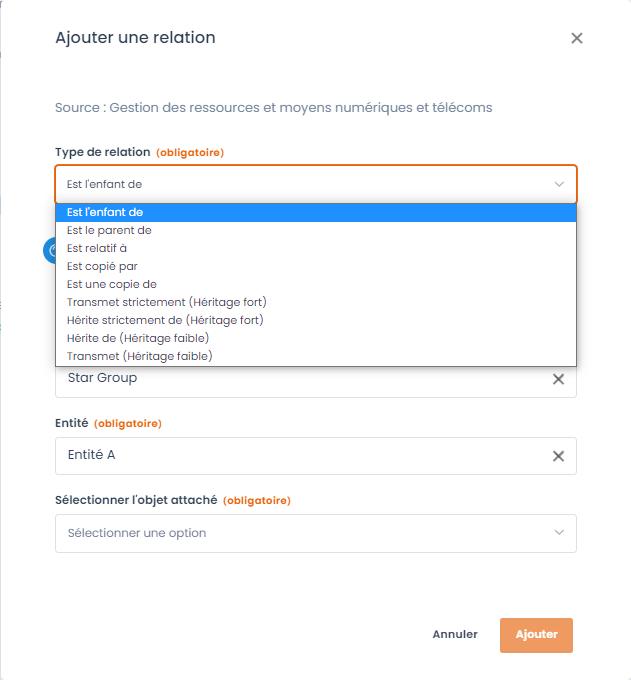 Ajouter une relation
Source : Gestion des ressources et moyens numériques et télécoms
Type de relation (obligatoire)
Est l'enfant de
Est l'enfant de
Est le parent de
Est relatif à
Est copié par
Est une copie de
Transmet strictement (Héritage fort)
Hérite strictement de (Héritage fort)
Hérite de (Héritage faible)
Transmet (Héritage faible)
Star Group
Entité (obligatoire)
Entité A
Sélectionner l'objet attaché (obligatoire)
Sélectionner une option
Annuler Ajouter